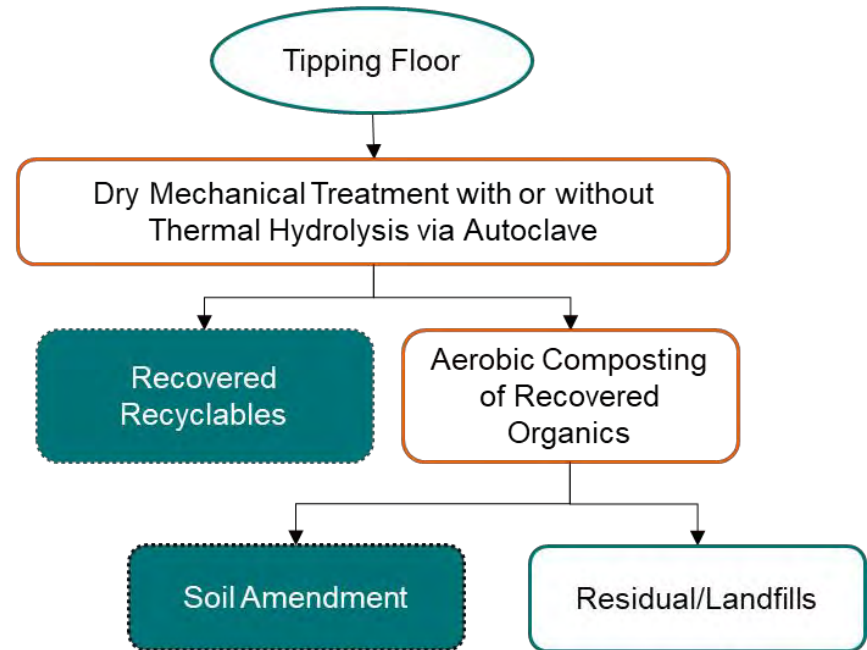 Tipping Floor
Dry Mechanical Treatment with or without
Thermal Hydrolysis via Autoclave
Recovered
Recyclables
Aerobic Composting
of Recovered
Organics
Soil Amendment
Residual/Landfills